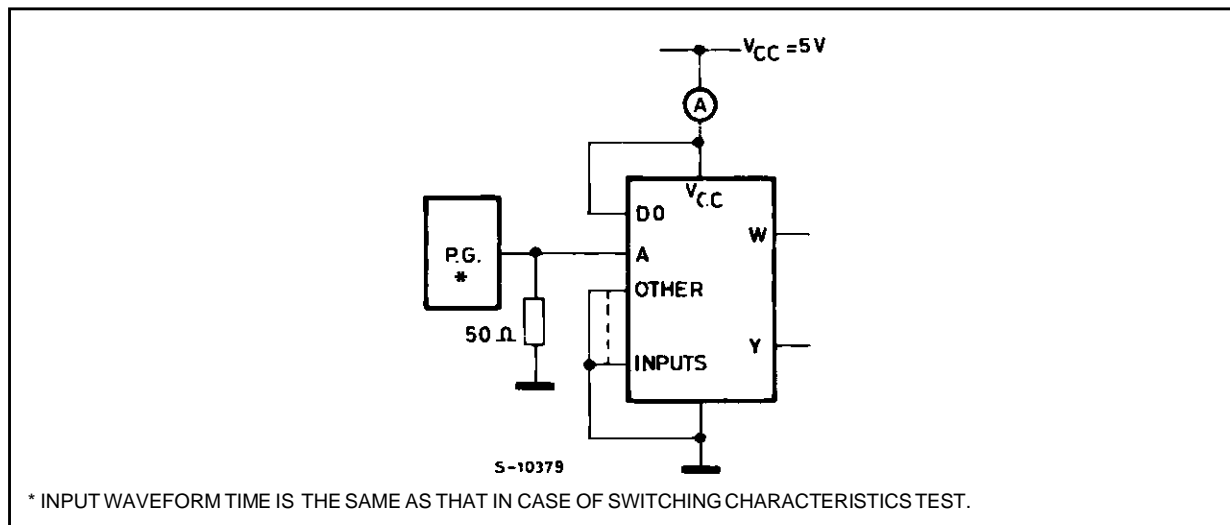 VCC = 5V
A
VCC
D0
W
P.G.
*
A
OTHER
50 Ω
Y
INPUTS
S-10379
* INPUT WAVEFORM TIME IS THE SAME AS THAT IN CASE OF SWITCHING CHARACTERISTICS TEST.